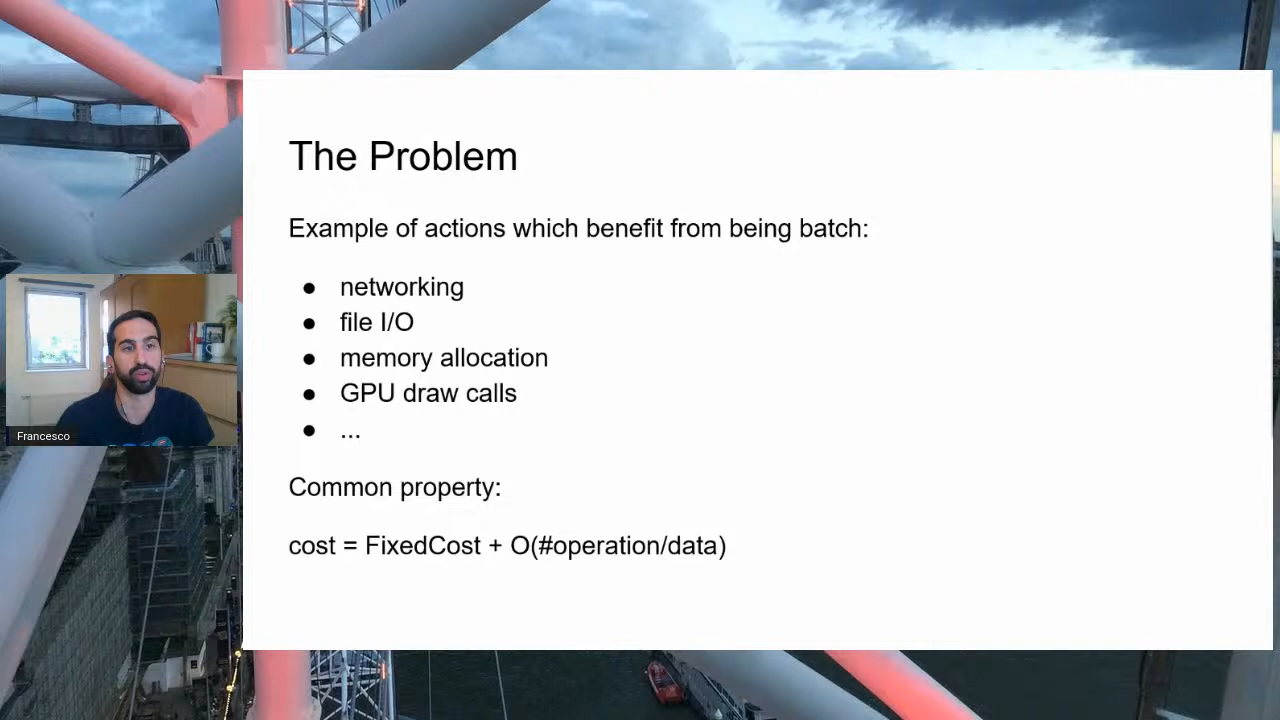 The Problem
Example of actions which benefit from being batch:
● networking
● file I/O
● memory allocation
● GPU draw calls
● ...
Common property:
cost = FixedCost + O(#operation/data)
Francesco